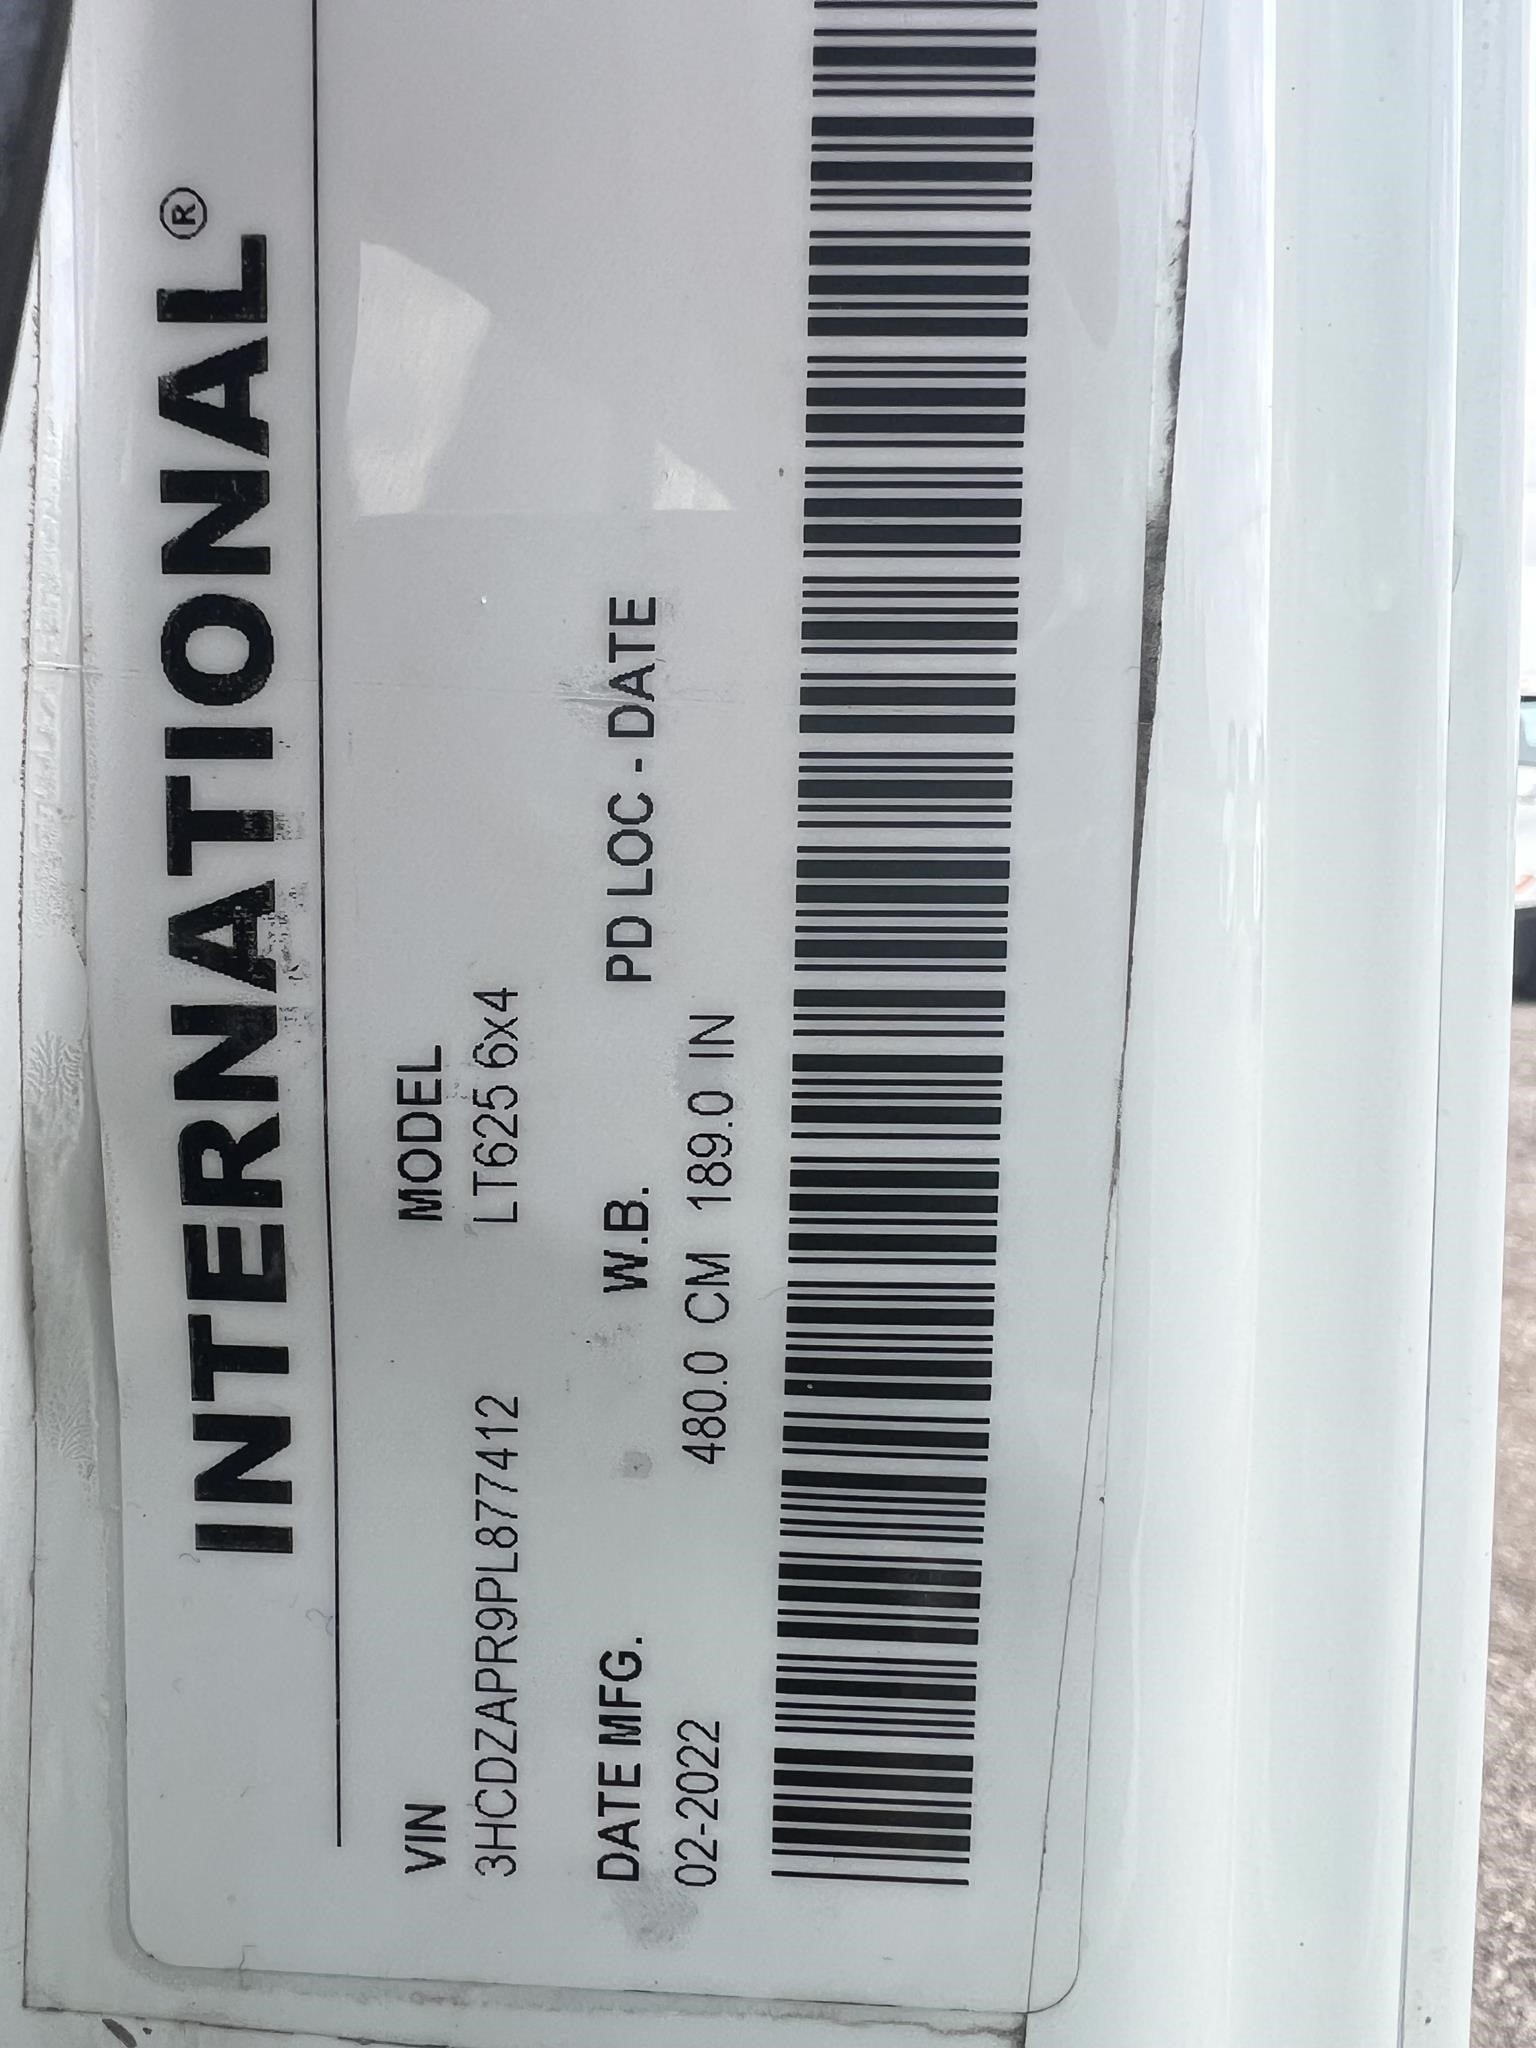 INTERNATIONAL®
VIN MODEL
3HCDZAPR9PL877412 LT625 6x4
DATE MFG. W.B. PD LOC - DATE
02-2022 480.0 CM 189.0 IN